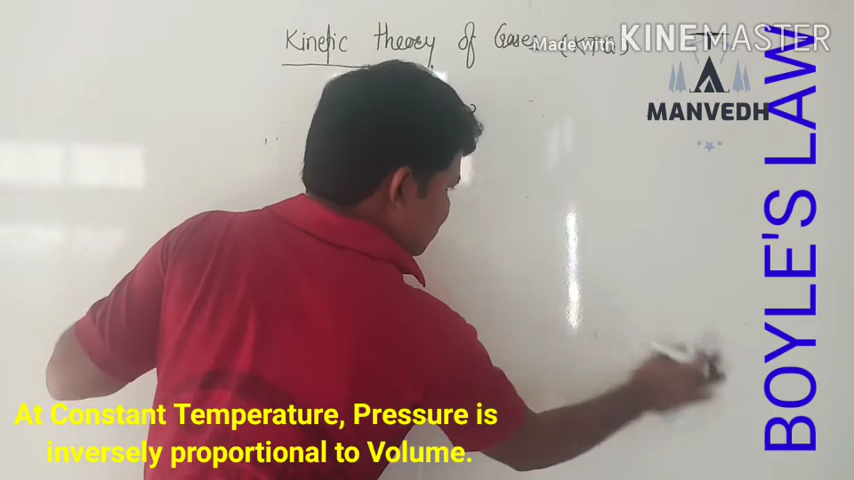 Kinetic theory of Gases (KTG)
Made with KINEMASTER
MANVEDH
BOYLE'S LAW
At Constant Temperature, Pressure is
inversely proportional to Volume.